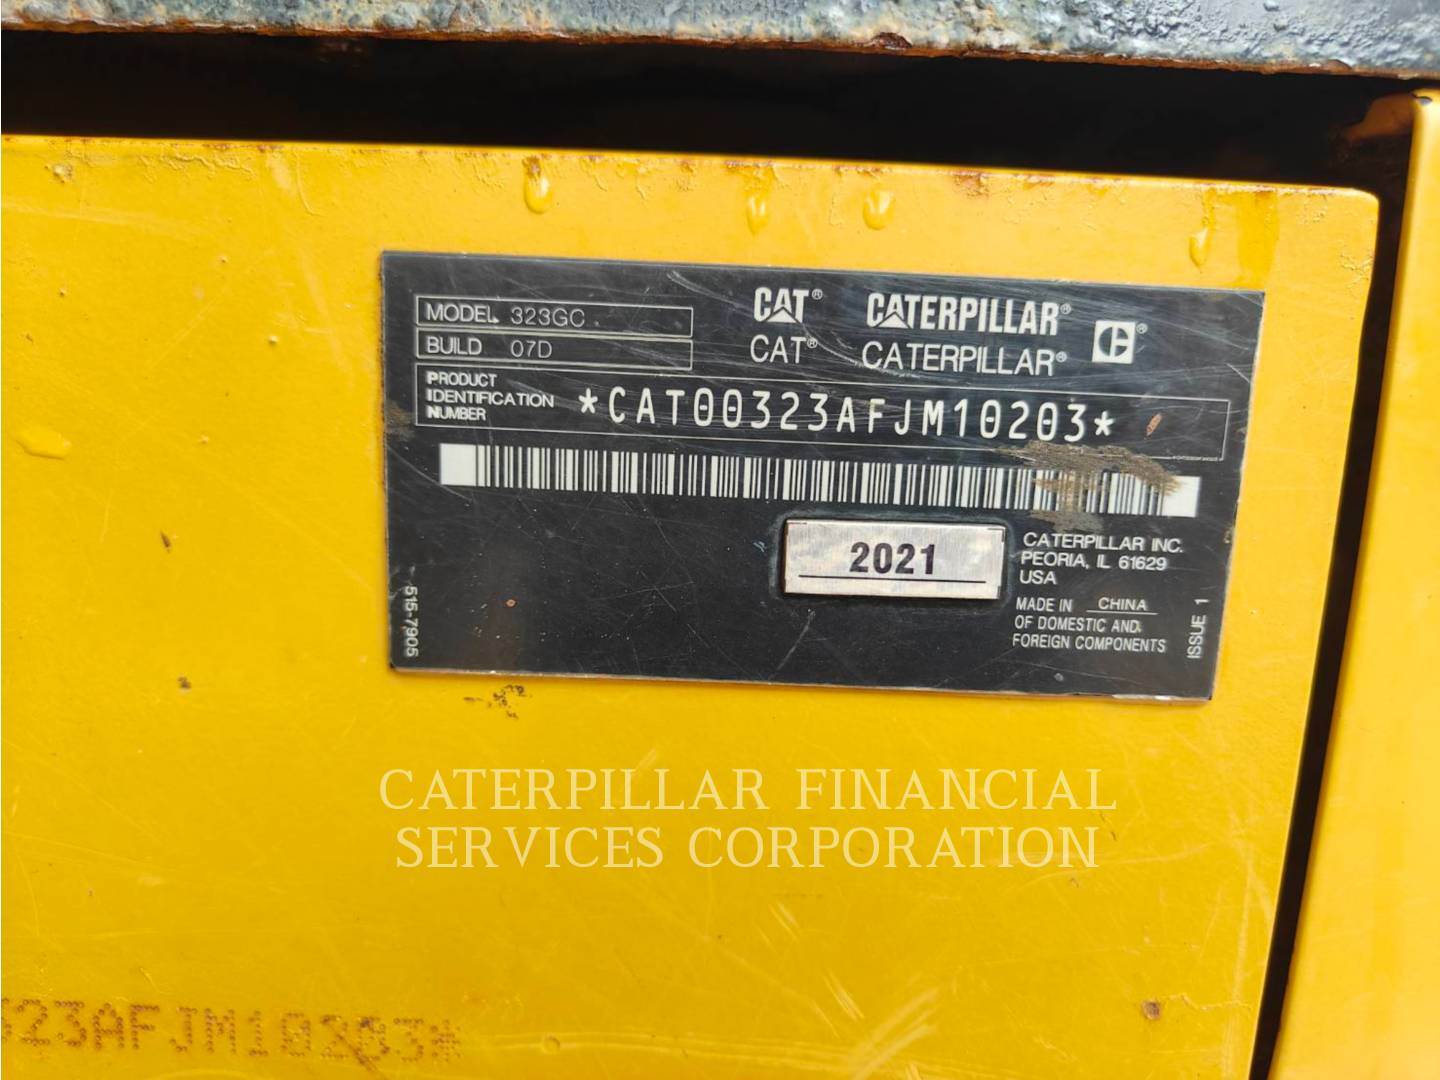 MODEL 323GC
BUILD 07D
CAT® CATERPILLAR® ®
CAT® CATERPILLAR®
PRODUCT
IDENTIFICATION
NUMBER
*CAT00323AFJM10203*
2021
CATERPILLAR INC.
PEORIA, IL 61629
USA
MADE IN CHINA
OF DOMESTIC AND
FOREIGN COMPONENTS
ISSUE 1
515-7905
CATERPILLAR FINANCIAL
SERVICES CORPORATION
323AFJM10203*